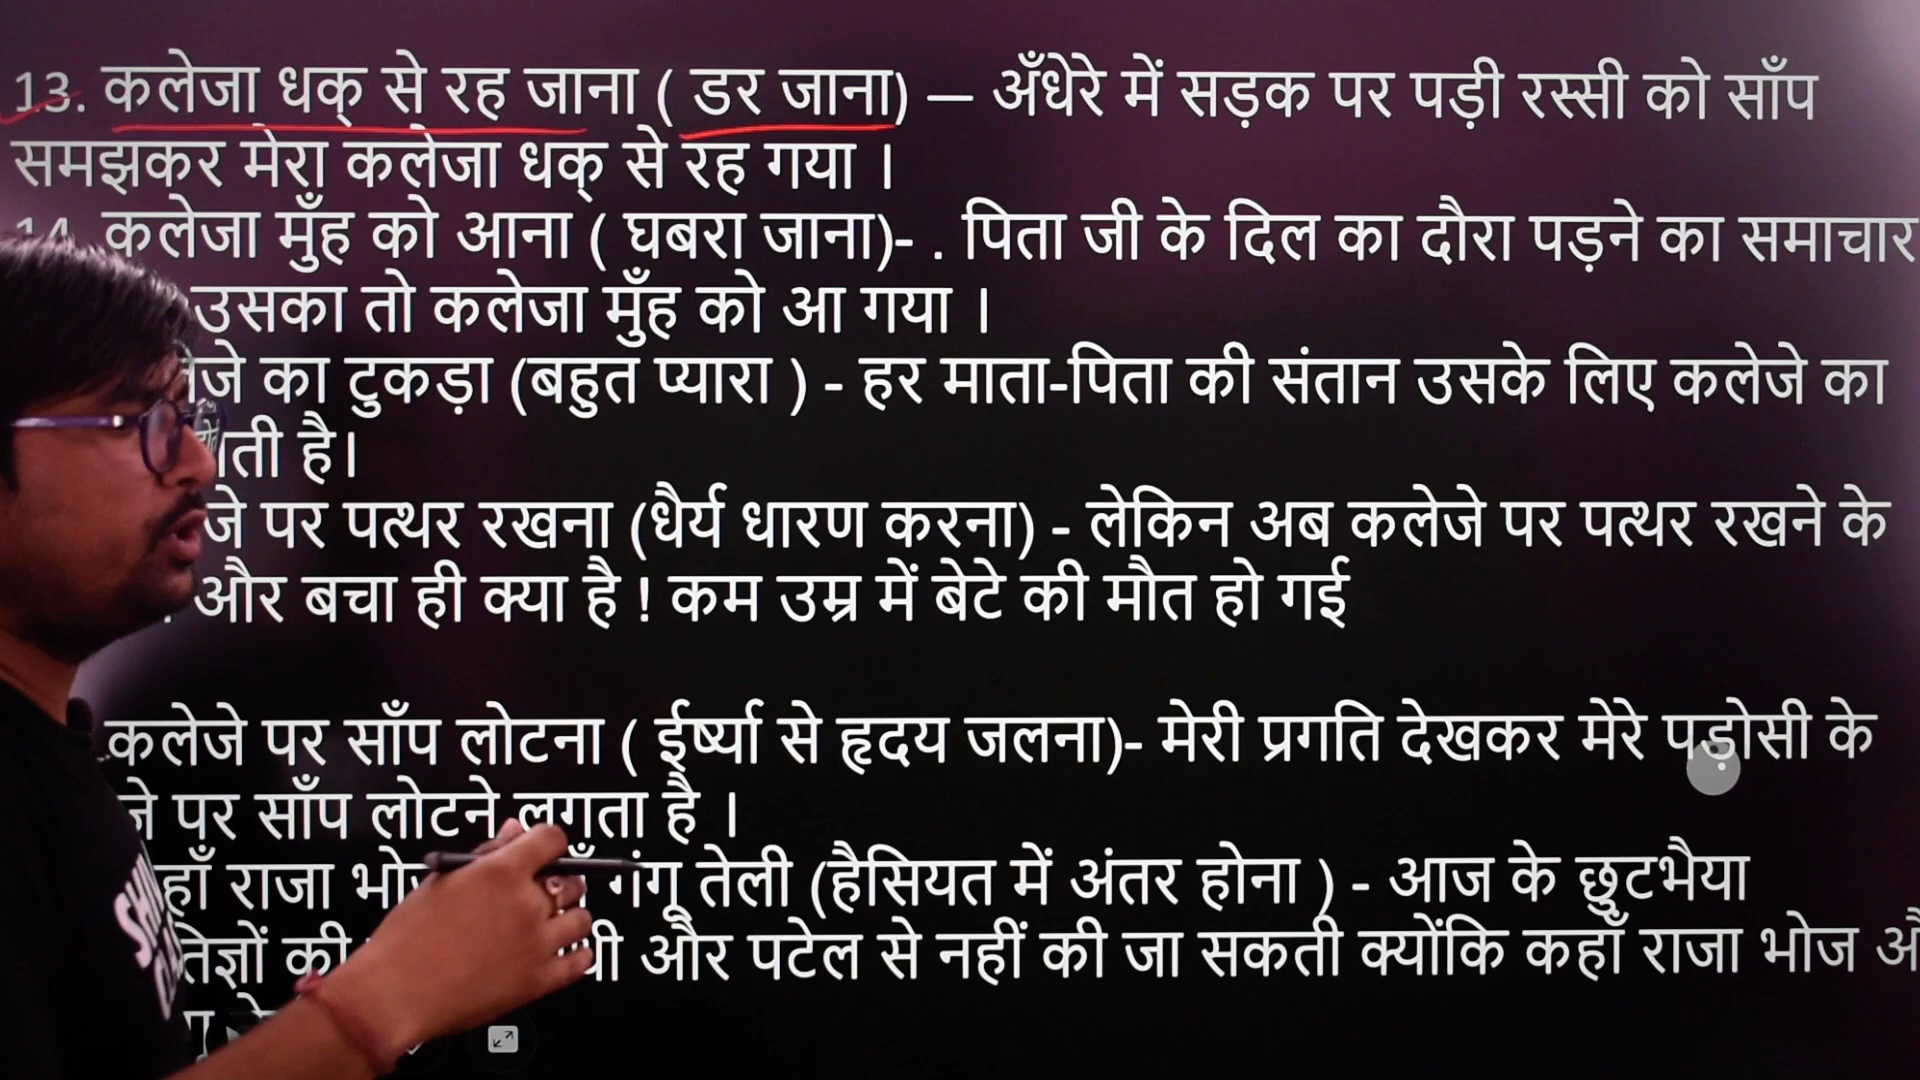 13. कलेजा धक् से रह जाना ( डर जाना) – अँधेरे में सड़क पर पड़ी रस्सी को साँप
समझकर मेरा कलेजा धक् से रह गया ।
14. कलेजा मुँह को आना ( घबरा जाना)- . पिता जी के दिल का दौरा पड़ने का समाचार
उसका तो कलेजा मुँह को आ गया ।
का टुकड़ा (बहुत प्यारा ) - हर माता-पिता की संतान उसके लिए कलेजे का
है।
पर पत्थर रखना (धैर्य धारण करना) - लेकिन अब कलेजे पर पत्थर रखने के
और बचा ही क्या है ! कम उम्र में बेटे की मौत हो गई
कलेजे पर साँप लोटना ( ईर्ष्या से हृदय जलना)- मेरी प्रगति देखकर मेरे पड़ोसी के
पर साँप लोटने लगता है ।
राजा गंगू तेली (हैसियत में अंतर होना ) - आज के छुटभैया
की और पटेल से नहीं की जा सकती क्योंकि कहाँ राजा भोज